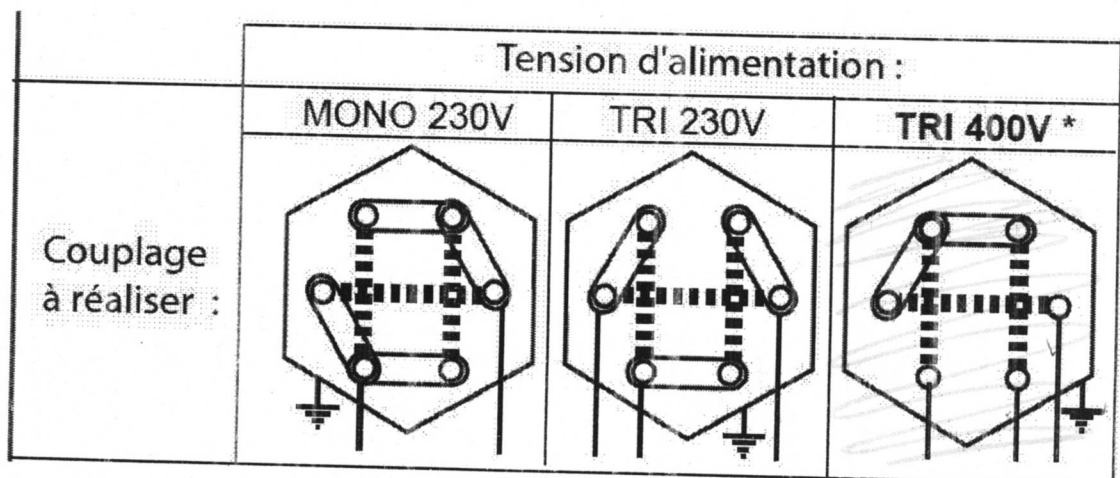 Tension d'alimentation :
MONO 230V
TRI 230V
TRI 400V *
Couplage
à réaliser :